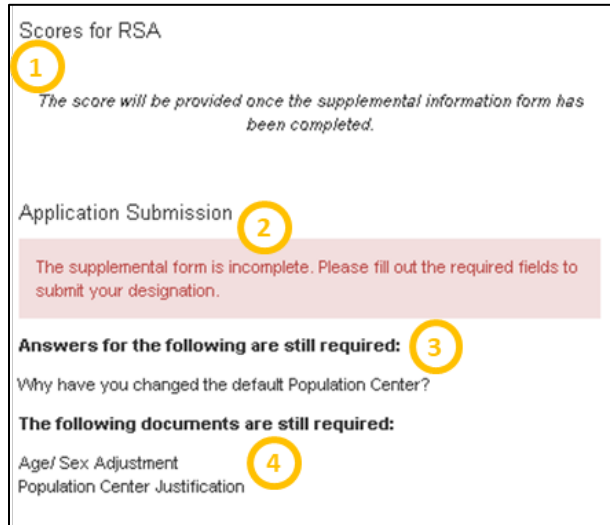 Scores for RSA
1
The score will be provided once the supplemental information form has
been completed.
Application Submission
2
The supplemental form is incomplete. Please fill out the required fields to
submit your designation.
Answers for the following are still required:
3
Why have you changed the default Population Center?
The following documents are still required:
Age/ Sex Adjustment
4
Population Center Justification